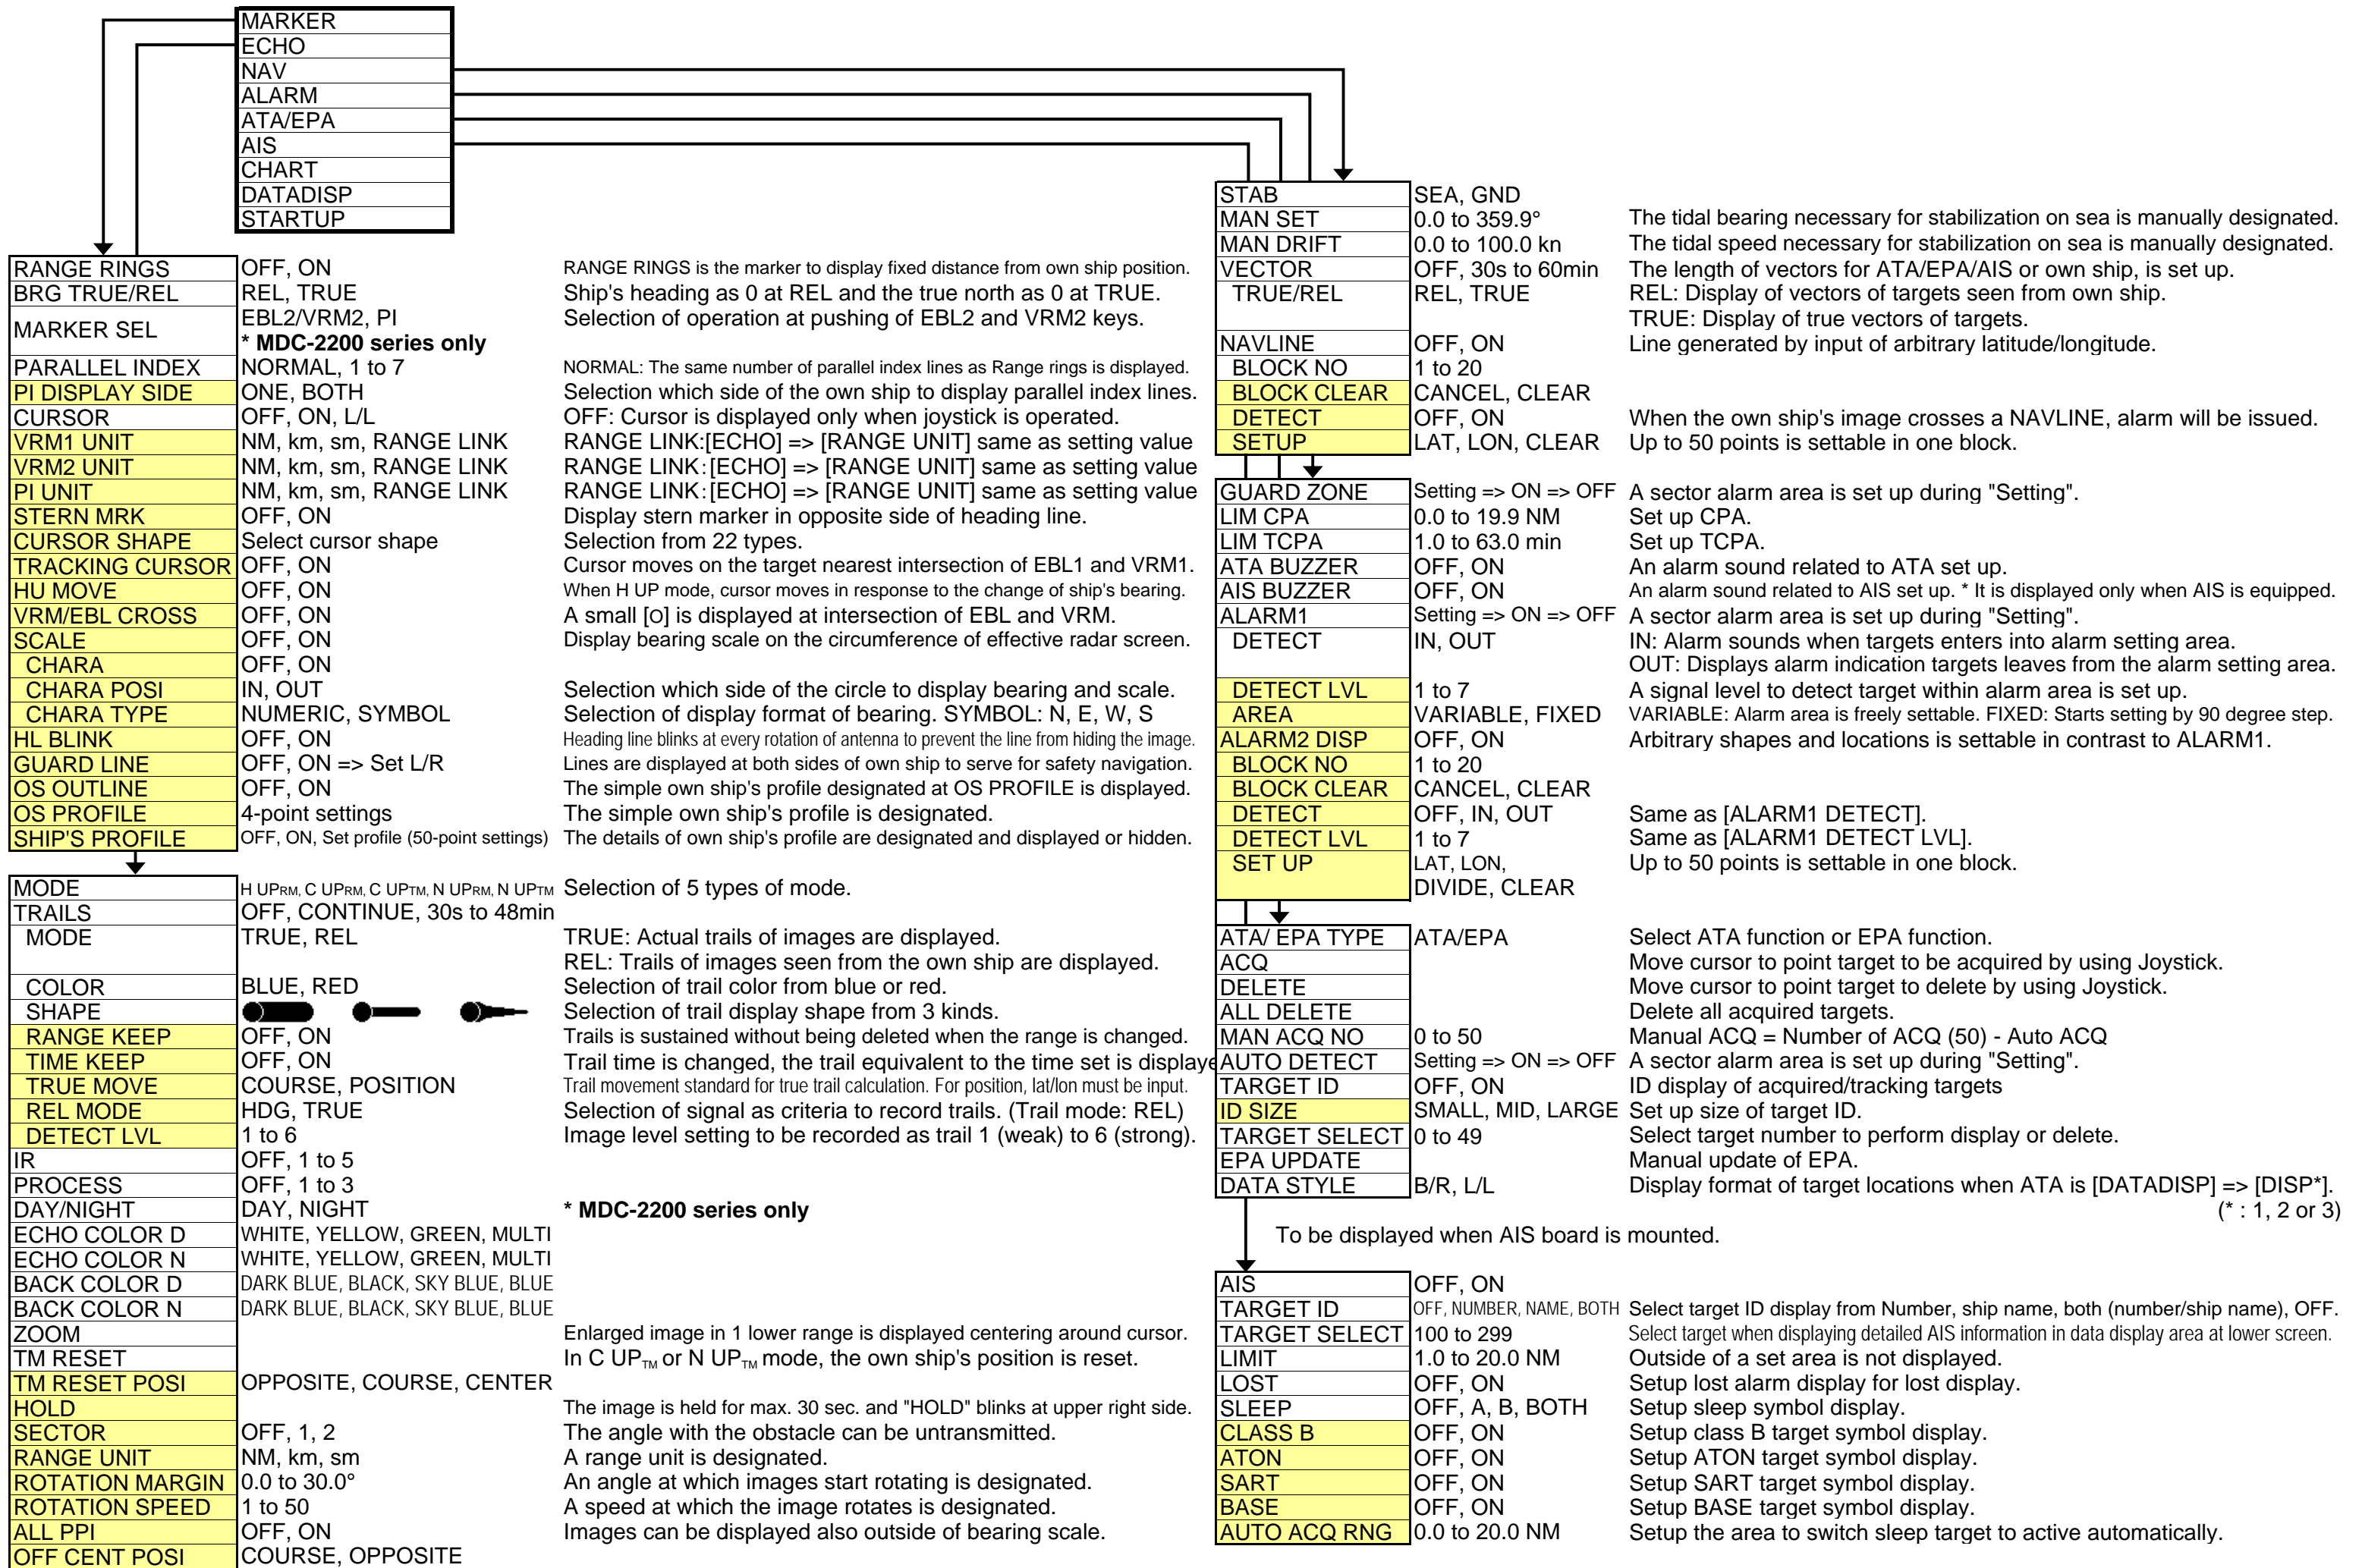 MARKER
ECHO
NAV
ALARM
ATA/EPA
AIS
CHART
DATADISP
STARTUP
RANGE RINGS OFF, ON RANGE RINGS is the marker to display fixed distance from own ship position.
BRG TRUE/REL REL, TRUE Ship's heading as 0 at REL and the true north as 0 at TRUE.
MARKER SEL EBL2/VRM2, PI Selection of operation at pushing of EBL2 and VRM2 keys.
* MDC-2200 series only
PARALLEL INDEX NORMAL, 1 to 7 NORMAL: The same number of parallel index lines as Range rings is displayed.
PI DISPLAY SIDE ONE, BOTH Selection which side of the own ship to display parallel index lines.
CURSOR OFF, ON, L/L OFF: Cursor is displayed only when joystick is operated.
VRM1 UNIT NM, km, sm, RANGE LINK RANGE LINK:[ECHO] => [RANGE UNIT] same as setting value
VRM2 UNIT NM, km, sm, RANGE LINK RANGE LINK:[ECHO] => [RANGE UNIT] same as setting value
PI UNIT NM, km, sm, RANGE LINK RANGE LINK:[ECHO] => [RANGE UNIT] same as setting value
STERN MRK OFF, ON Display stern marker in opposite side of heading line.
CURSOR SHAPE Select cursor shape Selection from 22 types.
TRACKING CURSOR OFF, ON Cursor moves on the target nearest intersection of EBL1 and VRM1.
HU MOVE OFF, ON When H UP mode, cursor moves in response to the change of ship's bearing.
VRM/EBL CROSS OFF, ON A small [O] is displayed at intersection of EBL and VRM.
SCALE OFF, ON Display bearing scale on the circumference of effective radar screen.
CHARA OFF, ON
CHARA POSI IN, OUT Selection which side of the circle to display bearing and scale.
CHARA TYPE NUMERIC, SYMBOL Selection of display format of bearing. SYMBOL: N, E, W, S
HL BLINK OFF, ON Heading line blinks at every rotation of antenna to prevent the line from hiding the image.
GUARD LINE OFF, ON => Set L/R Lines are displayed at both sides of own ship to serve for safety navigation.
OS OUTLINE OFF, ON The simple own ship's profile designated at OS PROFILE is displayed.
OS PROFILE 4-point settings The simple own ship's profile is designated.
SHIP'S PROFILE OFF, ON, Set profile (50-point settings) The details of own ship's profile are designated and displayed or hidden.
MODE H UPRM, C UPRM, C UPTM, N UPRM, N UPTM Selection of 5 types of mode.
TRAILS OFF, CONTINUE, 30s to 48min
MODE TRUE, REL TRUE: Actual trails of images are displayed.
REL: Trails of images seen from the own ship are displayed.
COLOR BLUE, RED Selection of trail color from blue or red.
SHAPE Selection of trail display shape from 3 kinds.
RANGE KEEP OFF, ON Trails is sustained without being deleted when the range is changed.
TIME KEEP OFF, ON Trail time is changed, the trail equivalent to the time set is displaye
TRUE MOVE COURSE, POSITION Trail movement standard for true trail calculation. For position, lat/lon must be input.
REL MODE HDG, TRUE Selection of signal as criteria to record trails. (Trail mode: REL)
DETECT LVL 1 to 6 Image level setting to be recorded as trail 1 (weak) to 6 (strong).
IR OFF, 1 to 5
PROCESS OFF, 1 to 3
DAY/NIGHT DAY, NIGHT * MDC-2200 series only
ECHO COLOR D WHITE, YELLOW, GREEN, MULTI
ECHO COLOR N WHITE, YELLOW, GREEN, MULTI
BACK COLOR D DARK BLUE, BLACK, SKY BLUE, BLUE
BACK COLOR N DARK BLUE, BLACK, SKY BLUE, BLUE
ZOOM Enlarged image in 1 lower range is displayed centering around cursor.
TM RESET In C UPTM or N UPTM mode, the own ship's position is reset.
TM RESET POSI OPPOSITE, COURSE, CENTER
HOLD The image is held for max. 30 sec. and "HOLD" blinks at upper right side.
SECTOR OFF, 1, 2 The angle with the obstacle can be untransmitted.
RANGE UNIT NM, km, sm A range unit is designated.
ROTATION MARGIN 0.0 to 30.0° An angle at which images start rotating is designated.
ROTATION SPEED 1 to 50 A speed at which the image rotates is designated.
ALL PPI OFF, ON Images can be displayed also outside of bearing scale.
OFF CENT POSI COURSE, OPPOSITE
STAB SEA, GND
MAN SET 0.0 to 359.9° The tidal bearing necessary for stabilization on sea is manually designated.
MAN DRIFT 0.0 to 100.0 kn The tidal speed necessary for stabilization on sea is manually designated.
VECTOR OFF, 30s to 60min The length of vectors for ATA/EPA/AIS or own ship, is set up.
TRUE/REL REL, TRUE REL: Display of vectors of targets seen from own ship.
TRUE: Display of true vectors of targets.
NAVLINE OFF, ON Line generated by input of arbitrary latitude/longitude.
BLOCK NO 1 to 20
BLOCK CLEAR CANCEL, CLEAR
DETECT OFF, ON When the own ship's image crosses a NAVLINE, alarm will be issued.
SETUP LAT, LON, CLEAR Up to 50 points is settable in one block.
GUARD ZONE Setting => ON => OFF A sector alarm area is set up during "Setting".
LIM CPA 0.0 to 19.9 NM Set up CPA.
LIM TCPA 1.0 to 63.0 min Set up TCPA.
ATA BUZZER OFF, ON An alarm sound related to ATA set up.
AIS BUZZER OFF, ON An alarm sound related to AIS set up. * It is displayed only when AIS is equipped.
ALARM1 Setting => ON => OFF A sector alarm area is set up during "Setting".
DETECT IN, OUT IN: Alarm sounds when targets enters into alarm setting area.
OUT: Displays alarm indication targets leaves from the alarm setting area.
DETECT LVL 1 to 7 A signal level to detect target within alarm area is set up.
AREA VARIABLE, FIXED VARIABLE: Alarm area is freely settable. FIXED: Starts setting by 90 degree step.
ALARM2 DISP OFF, ON Arbitrary shapes and locations is settable in contrast to ALARM1.
BLOCK NO 1 to 20
BLOCK CLEAR CANCEL, CLEAR
DETECT OFF, IN, OUT Same as [ALARM1 DETECT].
DETECT LVL 1 to 7 Same as [ALARM1 DETECT LVL].
SET UP LAT, LON, Up to 50 points is settable in one block.
DIVIDE, CLEAR
ATA/ EPA TYPE ATA/EPA Select ATA function or EPA function.
ACQ Move cursor to point target to be acquired by using Joystick.
DELETE Move cursor to point target to delete by using Joystick.
ALL DELETE Delete all acquired targets.
MAN ACQ NO 0 to 50 Manual ACQ = Number of ACQ (50) - Auto ACQ
AUTO DETECT Setting => ON => OFF A sector alarm area is set up during "Setting".
TARGET ID OFF, ON ID display of acquired/tracking targets
ID SIZE SMALL, MID, LARGE Set up size of target ID.
TARGET SELECT 0 to 49 Select target number to perform display or delete.
EPA UPDATE Manual update of EPA.
DATA STYLE B/R, L/L Display format of target locations when ATA is [DATADISP] => [DISP*].
(* : 1, 2 or 3)
To be displayed when AIS board is mounted.
AIS OFF, ON
TARGET ID OFF, NUMBER, NAME, BOTH Select target ID display from Number, ship name, both (number/ship name), OFF.
TARGET SELECT 100 to 299 Select target when displaying detailed AIS information in data display area at lower screen.
LIMIT 1.0 to 20.0 NM Outside of a set area is not displayed.
LOST OFF, ON Setup lost alarm display for lost display.
SLEEP OFF, A, B, BOTH Setup sleep symbol display.
CLASS B OFF, ON Setup class B target symbol display.
ATON OFF, ON Setup ATON target symbol display.
SART OFF, ON Setup SART target symbol display.
BASE OFF, ON Setup BASE target symbol display.
AUTO ACQ RNG 0.0 to 20.0 NM Setup the area to switch sleep target to active automatically.